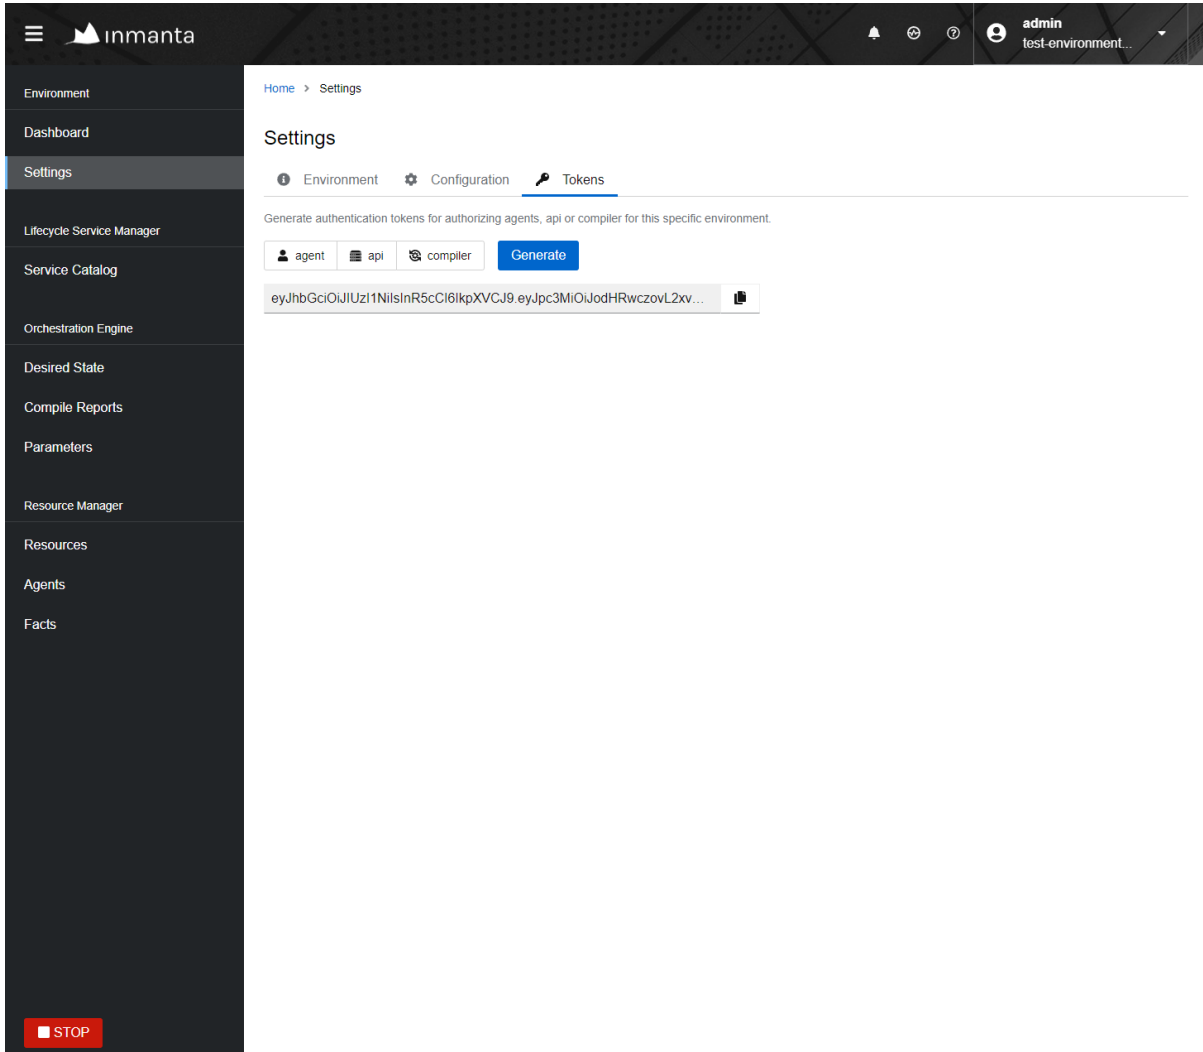 inmanta
admin
test-environment...
Environment
Dashboard
Settings
Lifecycle Service Manager
Service Catalog
Orchestration Engine
Desired State
Compile Reports
Parameters
Resource Manager
Resources
Agents
Facts
STOP
Home > Settings
Settings
Environment Configuration Tokens
Generate authentication tokens for authorizing agents, api or compiler for this specific environment.
agent api compiler Generate
eyJhbGciOiJIUzI1NiIsInR5cCI6IkpXVCJ9.eyJpc3MiOiJodHRwczovL2xv...